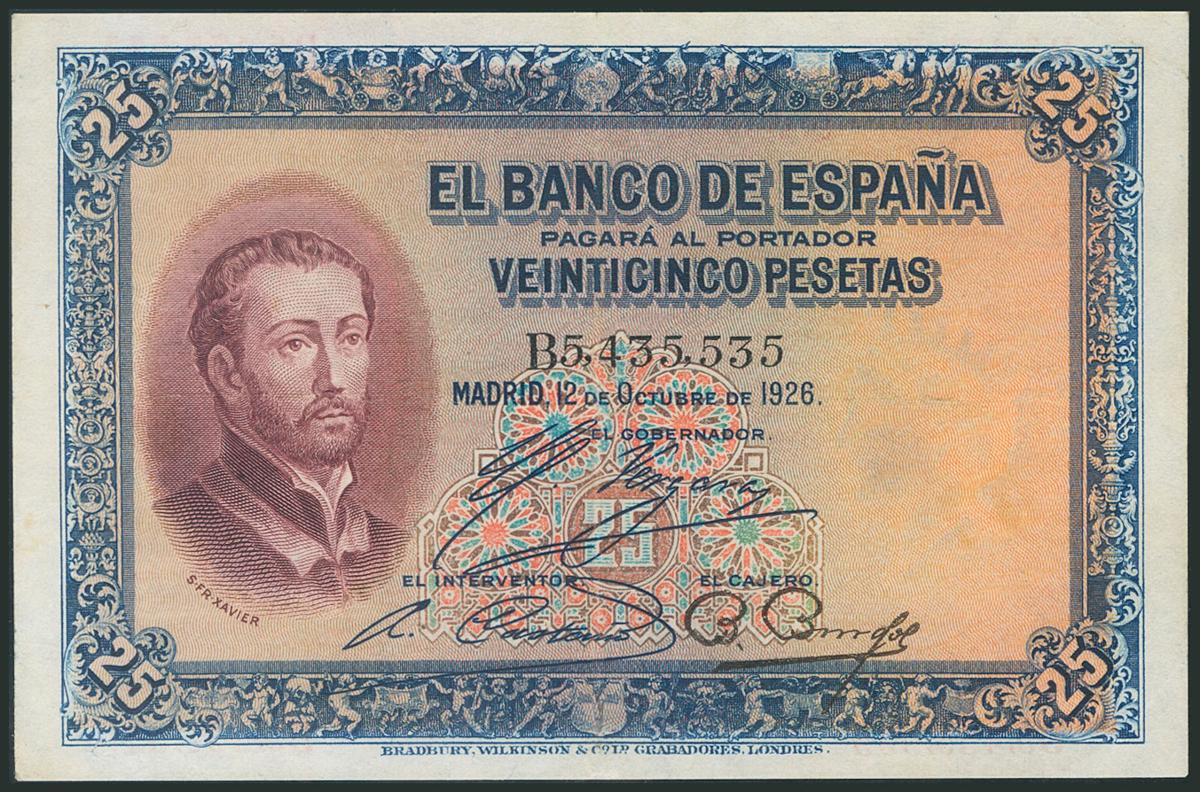 25
25
EL BANCO DE ESPAÑA
PAGARÁ AL PORTADOR
VEINTICINCO PESETAS
B5,435,535
MADRID, 12 DE OCTUBRE DE 1926.
EL GOBERNADOR.
25
EL INTERVENTOR
EL CAJERO.
S. FR. XAVIER
25
25
BRADBURY, WILKINSON & Cº Lᴰ. GRABADORES. LONDRES.